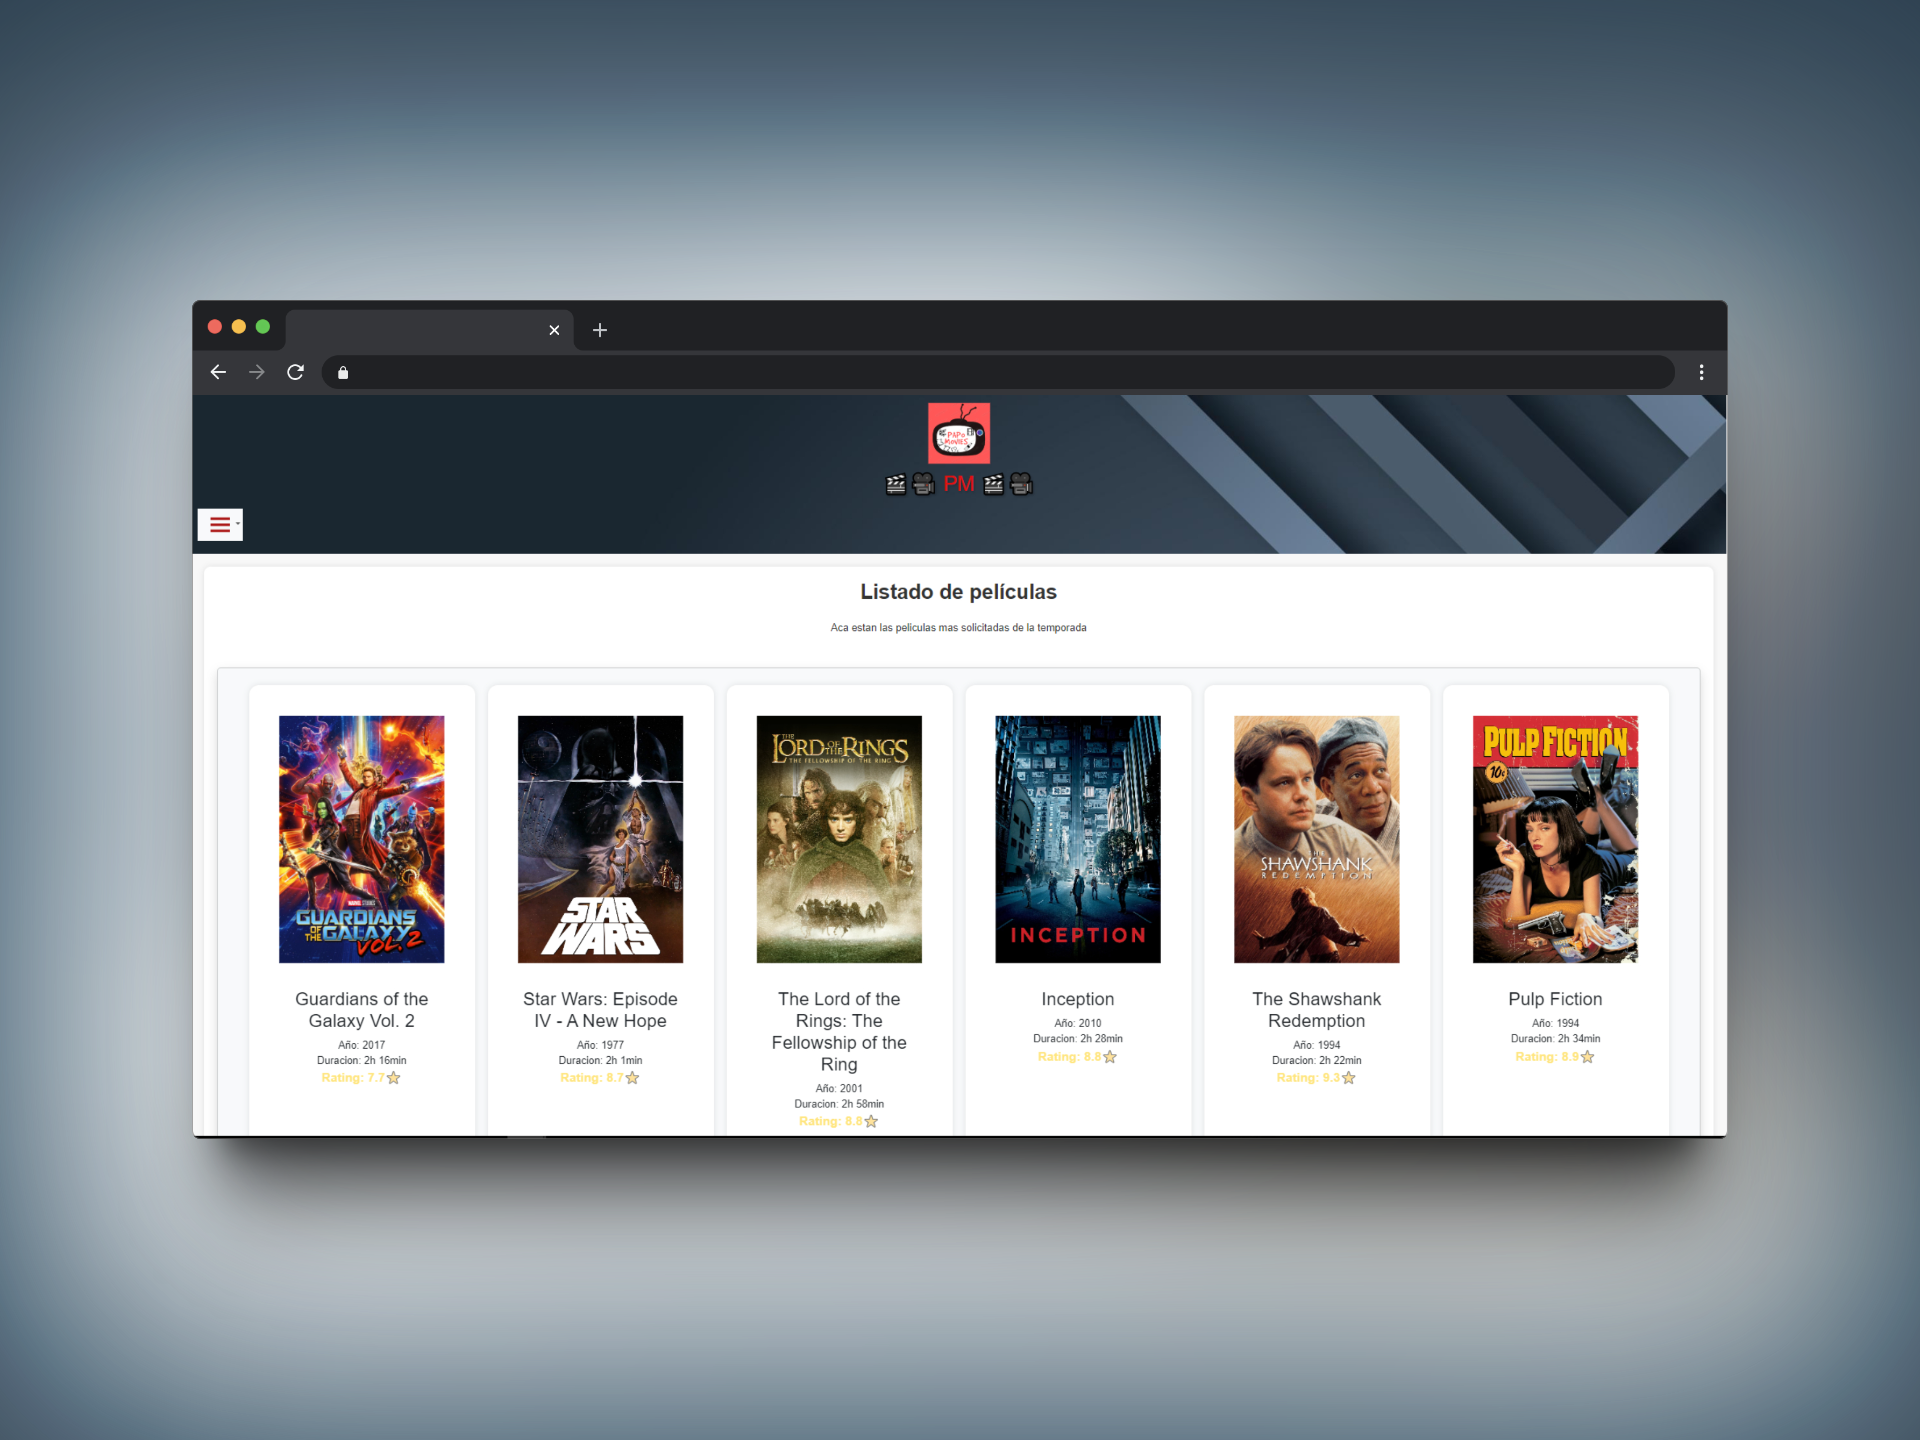 PAPO
MOVIES
PM
Listado de películas
Aca estan las peliculas mas solicitadas de la temporada
MARVEL STUDIOS
GUARDIANS
OF THE GALAXY
VOL. 2
STAR
WARS
THE
LORD OF THE RINGS
THE FELLOWSHIP OF THE RING
INCEPTION
THE
SHAWSHANK
REDEMPTION
PULP FICTION
10¢
Guardians of the
Galaxy Vol. 2
Año: 2017
Duracion: 2h 16min
Rating: 7.7
Star Wars: Episode
IV - A New Hope
Año: 1977
Duracion: 2h 1min
Rating: 8.7
The Lord of the
Rings: The
Fellowship of the
Ring
Año: 2001
Duracion: 2h 58min
Rating: 8.8
Inception
Año: 2010
Duracion: 2h 28min
Rating: 8.8
The Shawshank
Redemption
Año: 1994
Duracion: 2h 22min
Rating: 9.3
Pulp Fiction
Año: 1994
Duracion: 2h 34min
Rating: 8.9